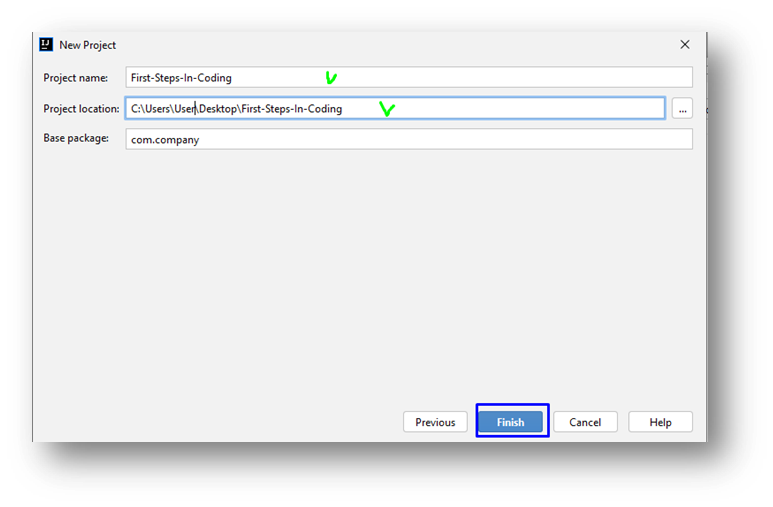 IJ New Project
Project name: First-Steps-In-Coding
Project location: C:\Users\User\Desktop\First-Steps-In-Coding ...
Base package: com.company
Previous Finish Cancel Help